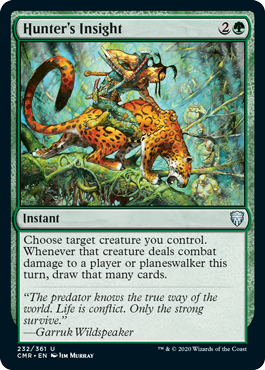 Hunter's Insight 2
Instant
Choose target creature you control.
Whenever that creature deals combat
damage to a player or planeswalker this
turn, draw that many cards.
"The predator knows the true way of the
world. Life is conflict. Only the strong
survive."
—Garruk Wildspeaker
232/361 U
CMR • EN Jim Murray
™ & © 2020 Wizards of the Coast